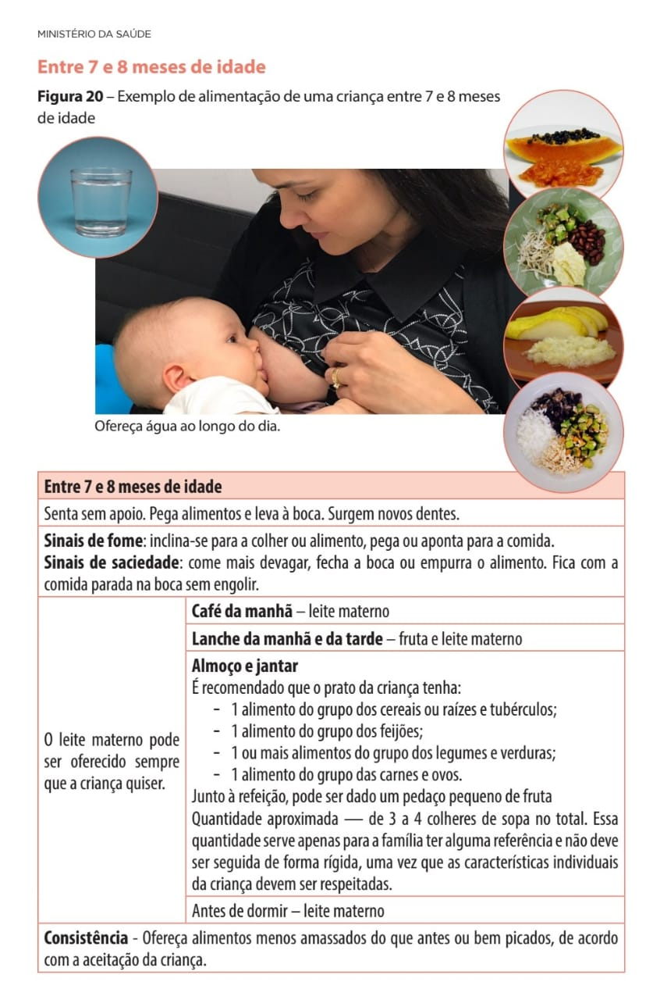 MINISTÉRIO DA SAÚDE
Entre 7 e 8 meses de idade
Figura 20 – Exemplo de alimentação de uma criança entre 7 e 8 meses
de idade
Ofereça água ao longo do dia.
Entre 7 e 8 meses de idade
Senta sem apoio. Pega alimentos e leva à boca. Surgem novos dentes.
Sinais de fome: inclina-se para a colher ou alimento, pega ou aponta para a comida.
Sinais de saciedade: come mais devagar, fecha a boca ou empurra o alimento. Fica com a
comida parada na boca sem engolir.
O leite materno pode
ser oferecido sempre
que a criança quiser.
Café da manhã – leite materno
Lanche da manhã e da tarde – fruta e leite materno
Almoço e jantar
É recomendado que o prato da criança tenha:
- 1 alimento do grupo dos cereais ou raízes e tubérculos;
- 1 alimento do grupo dos feijões;
- 1 ou mais alimentos do grupo dos legumes e verduras;
- 1 alimento do grupo das carnes e ovos.
Junto à refeição, pode ser dado um pedaço pequeno de fruta
Quantidade aproximada — de 3 a 4 colheres de sopa no total. Essa
quantidade serve apenas para a família ter alguma referência e não deve
ser seguida de forma rígida, uma vez que as características individuais
da criança devem ser respeitadas.
Antes de dormir – leite materno
Consistência - Ofereça alimentos menos amassados do que antes ou bem picados, de acordo
com a aceitação da criança.